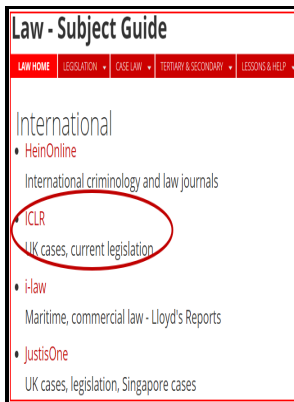 Law - Subject Guide
LAW HOME LEGISLATION CASE LAW TERTIARY & SECONDARY LESSONS & HELP
International
HeinOnline
International criminology and law journals
ICLR
UK cases, current legislation
i-law
Maritime, commercial law - Lloyd's Reports
JustisOne
UK cases, legislation, Singapore cases